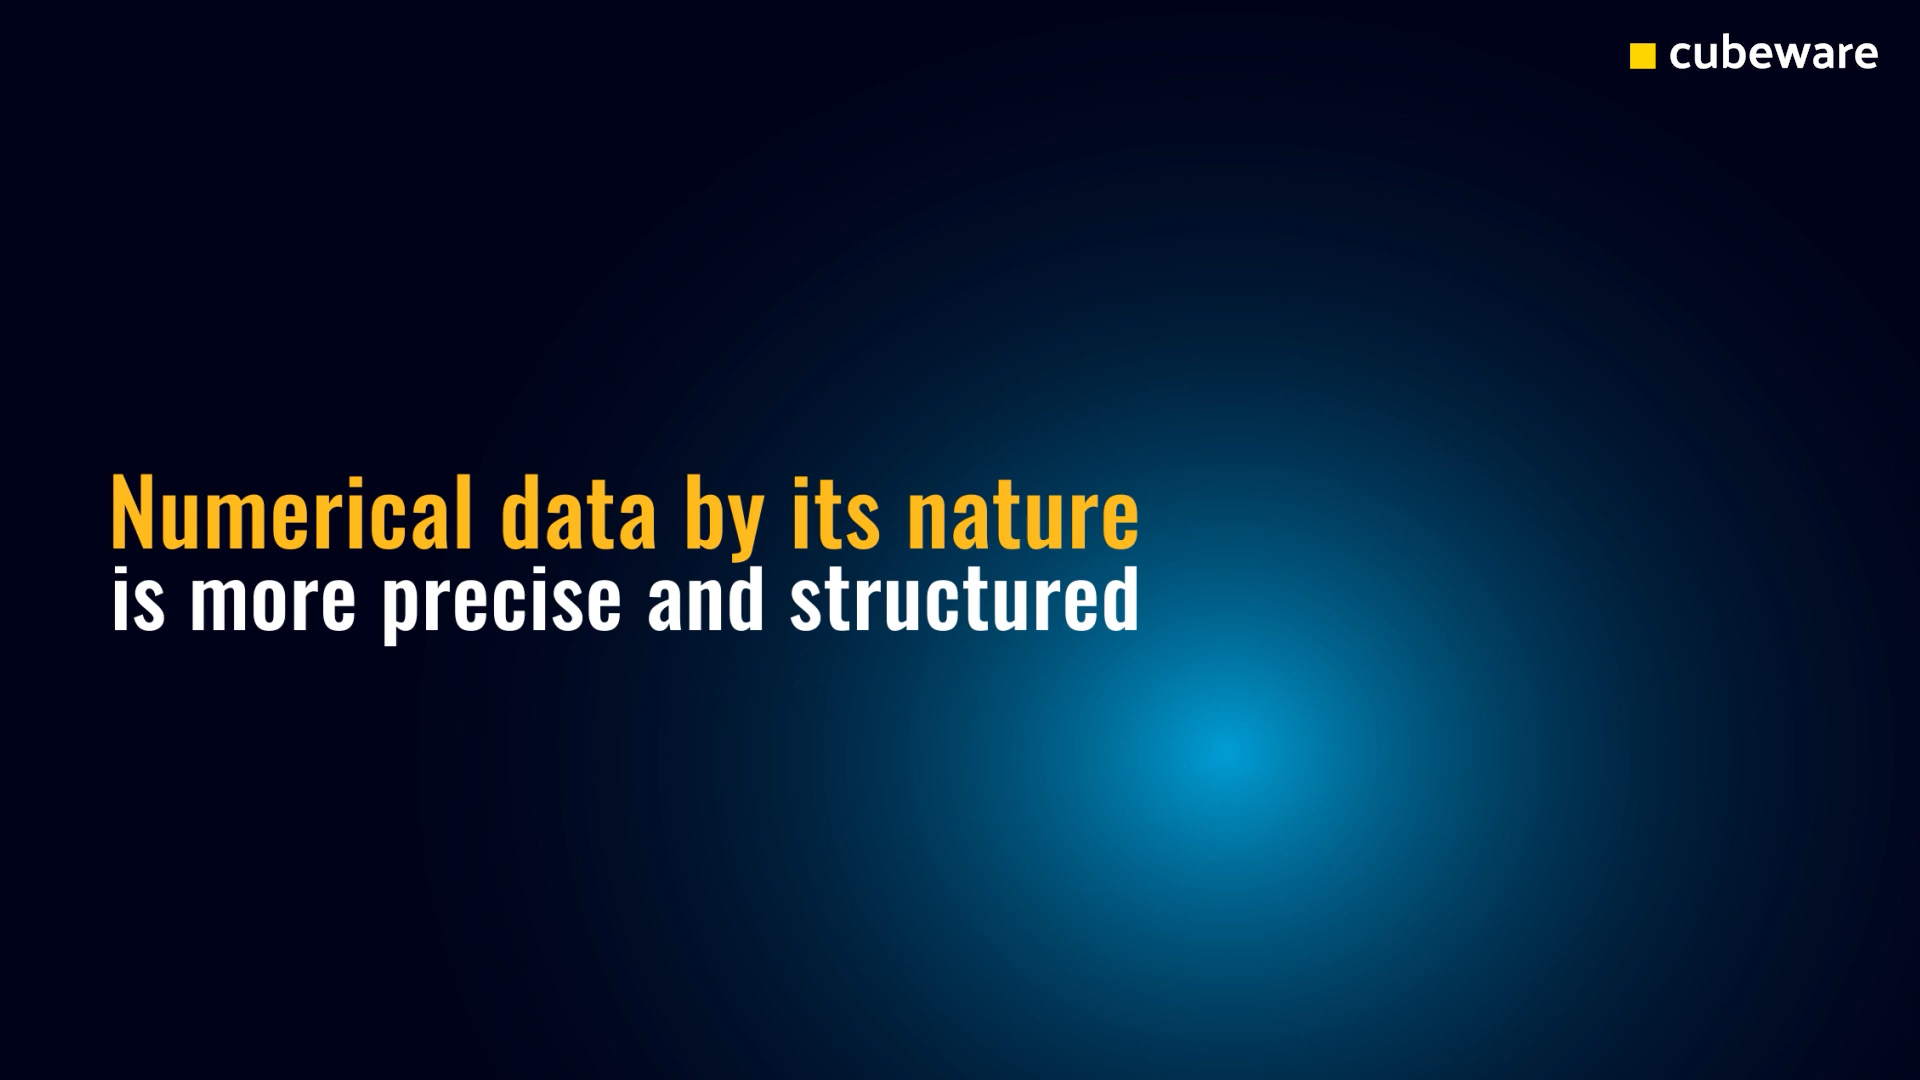 cubeware
Numerical data by its nature
is more precise and structured